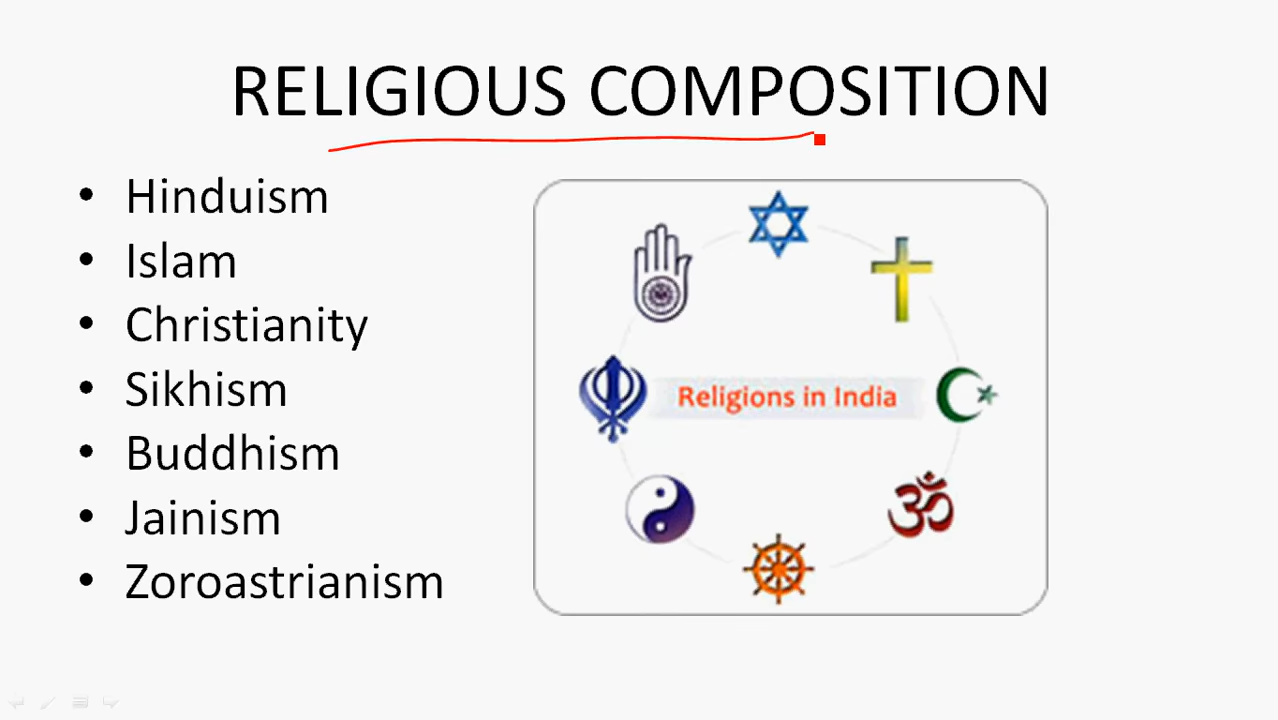 RELIGIOUS COMPOSITION
• Hinduism
• Islam
• Christianity
• Sikhism
• Buddhism
• Jainism
• Zoroastrianism
Religions in India
ॐ